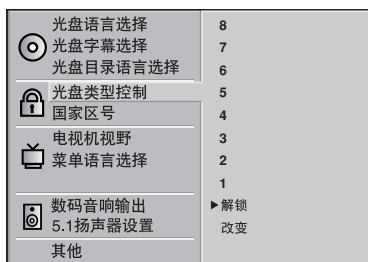 光盘语言选择
光盘字幕选择
光盘目录语言选择
光盘类型控制
国家区号
电视机视野
菜单语言选择
数码音响输出
5.1扬声器设置
其他
8
7
6
5
4
3
2
1
▶解锁
改变